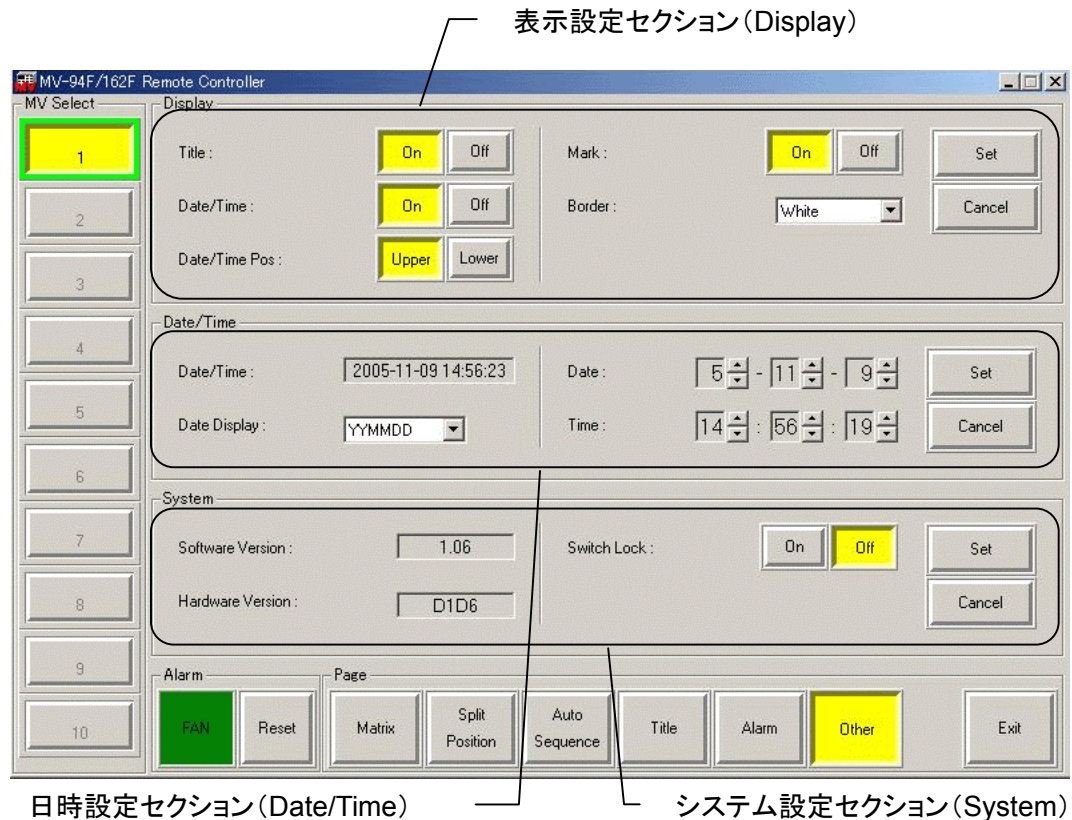 表示設定セクション（Display）
MV-94F/162F Remote Controller
MV Select
1
2
3
4
5
6
7
8
9
10
Display
Title :
On Off
Date/Time :
On Off
Date/Time Pos :
Upper Lower
Mark :
On Off
Border :
White
Set
Cancel
Date/Time
Date/Time :
2005-11-09 14:56:23
Date Display :
YYMMDD
Date :
5 - 11 - 9
Time :
14 : 56 : 19
Set
Cancel
System
Software Version :
1.06
Hardware Version :
D1D6
Switch Lock :
On Off
Set
Cancel
Alarm
FAN
Reset
Page
Matrix
Split
Position
Auto
Sequence
Title
Alarm
Other
Exit
日時設定セクション（Date/Time）
システム設定セクション（System）